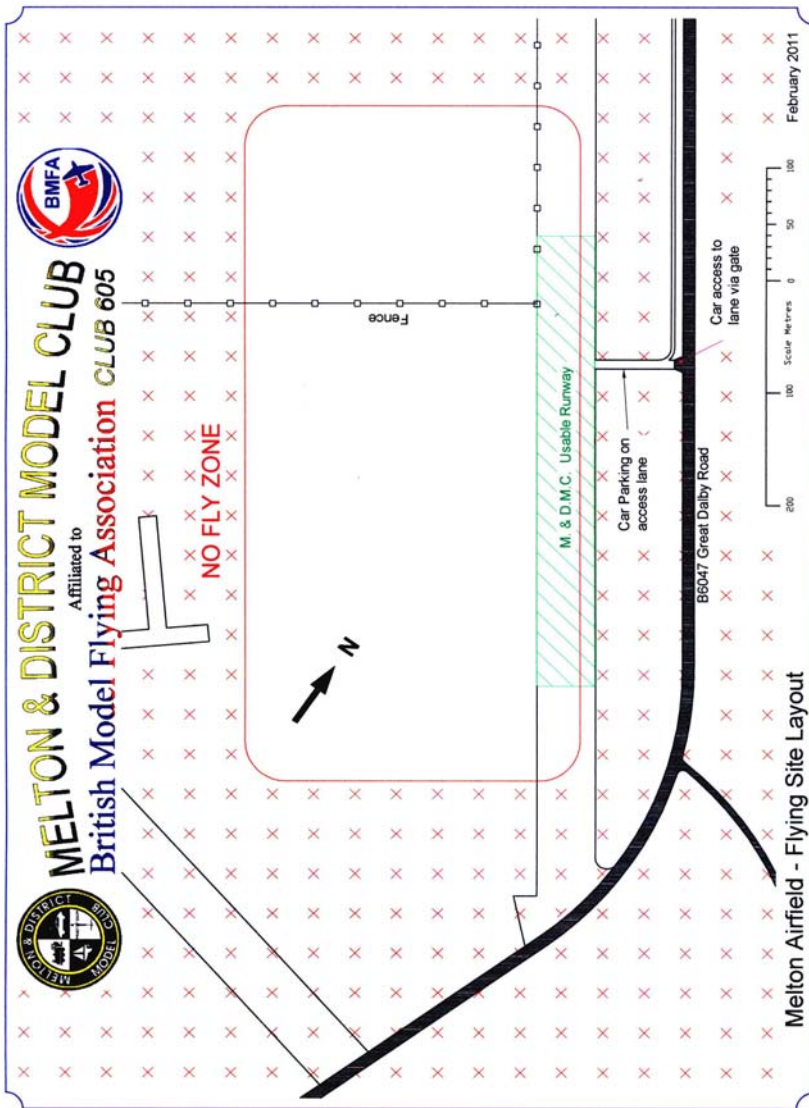 MELTON & DISTRICT MODEL CLUB
Affiliated to
British Model Flying Association CLUB 605
MELTON & DISTRICT
MODEL CLUB
BMFA
NO FLY ZONE
N
Fence
M. & D.M.C. Usable Runway
Car Parking on
access lane
Car access to
lane via gate
B6047 Great Dalby Road
200 100 0 50 100
Scale Metres
Melton Airfield - Flying Site Layout
February 2011